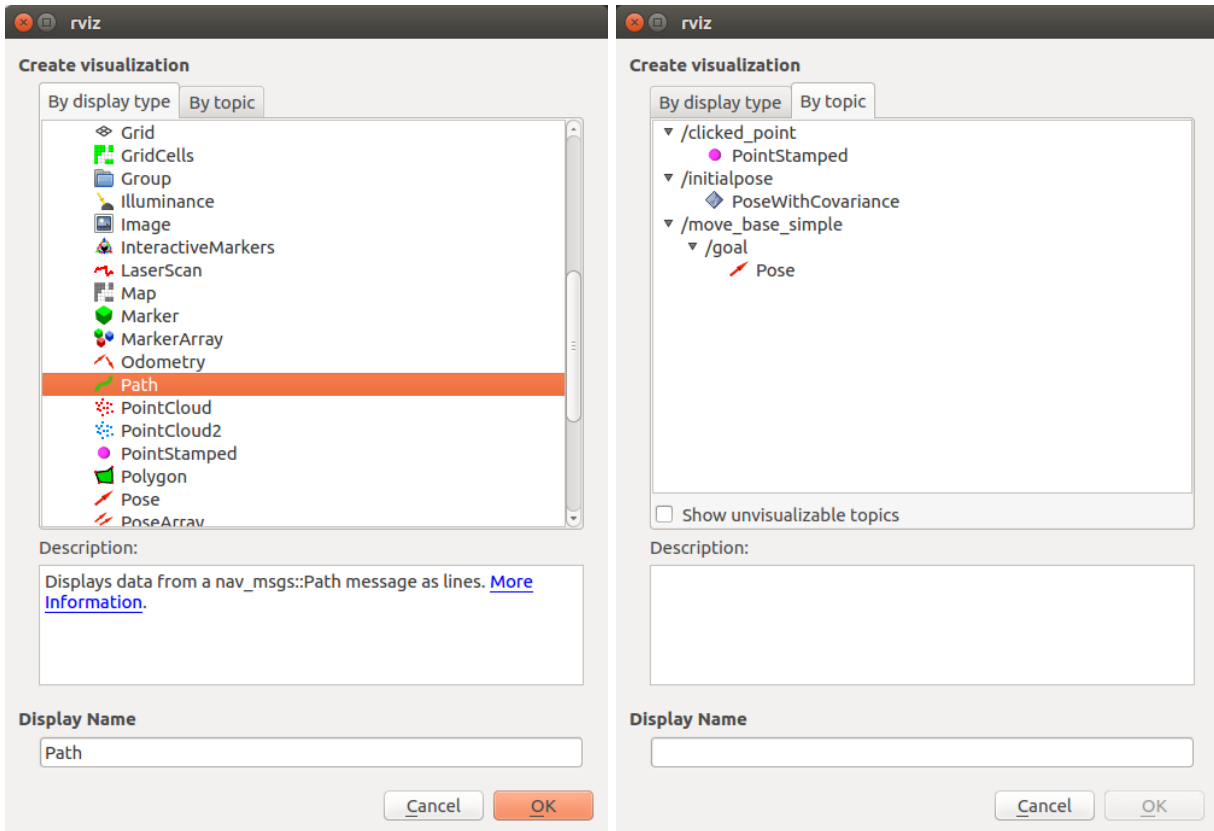 rviz
Create visualization
By display type By topic
Grid
GridCells
Group
Illuminance
Image
InteractiveMarkers
LaserScan
Map
Marker
MarkerArray
Odometry
Path
PointCloud
PointCloud2
PointStamped
Polygon
Pose
PoseArray
Description:
Displays data from a nav_msgs::Path message as lines. More
Information.
Display Name
Path
Cancel OK
rviz
Create visualization
By display type By topic
/clicked_point
PointStamped
/initialpose
PoseWithCovariance
/move_base_simple
/goal
Pose
Show unvisualizable topics
Description:
Display Name
Cancel OK